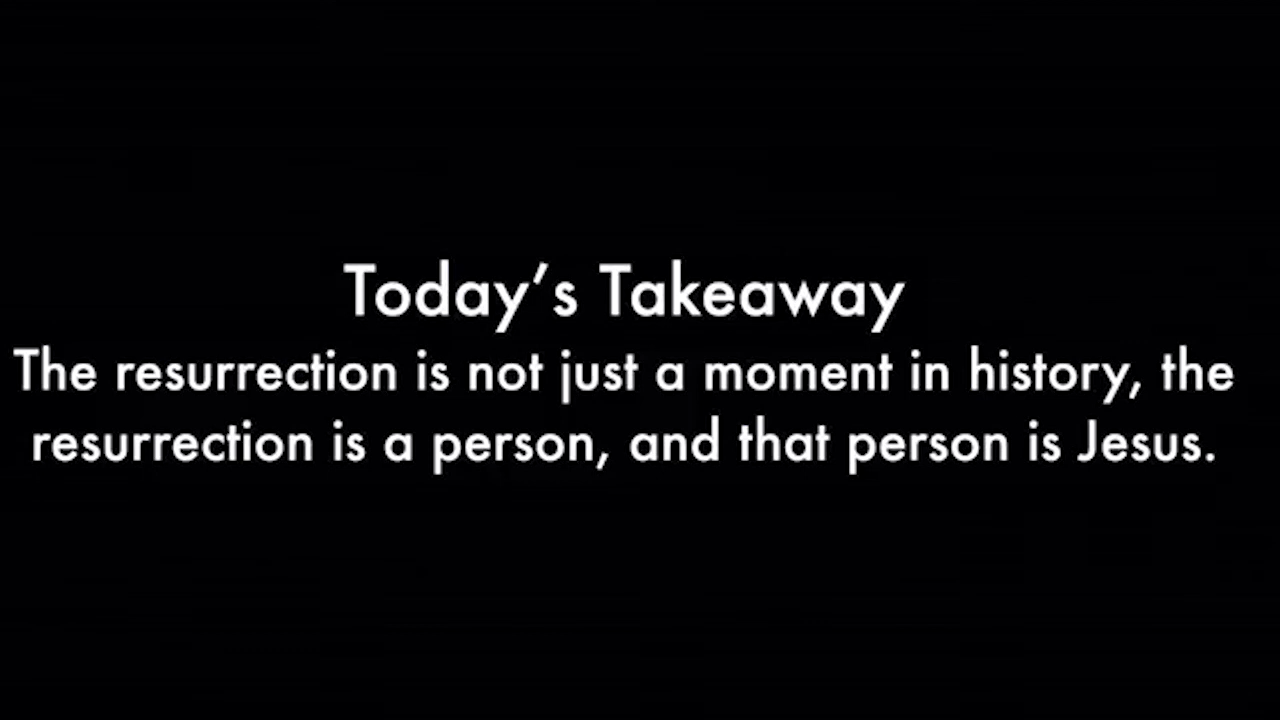 Today’s Takeaway
The resurrection is not just a moment in history, the
resurrection is a person, and that person is Jesus.